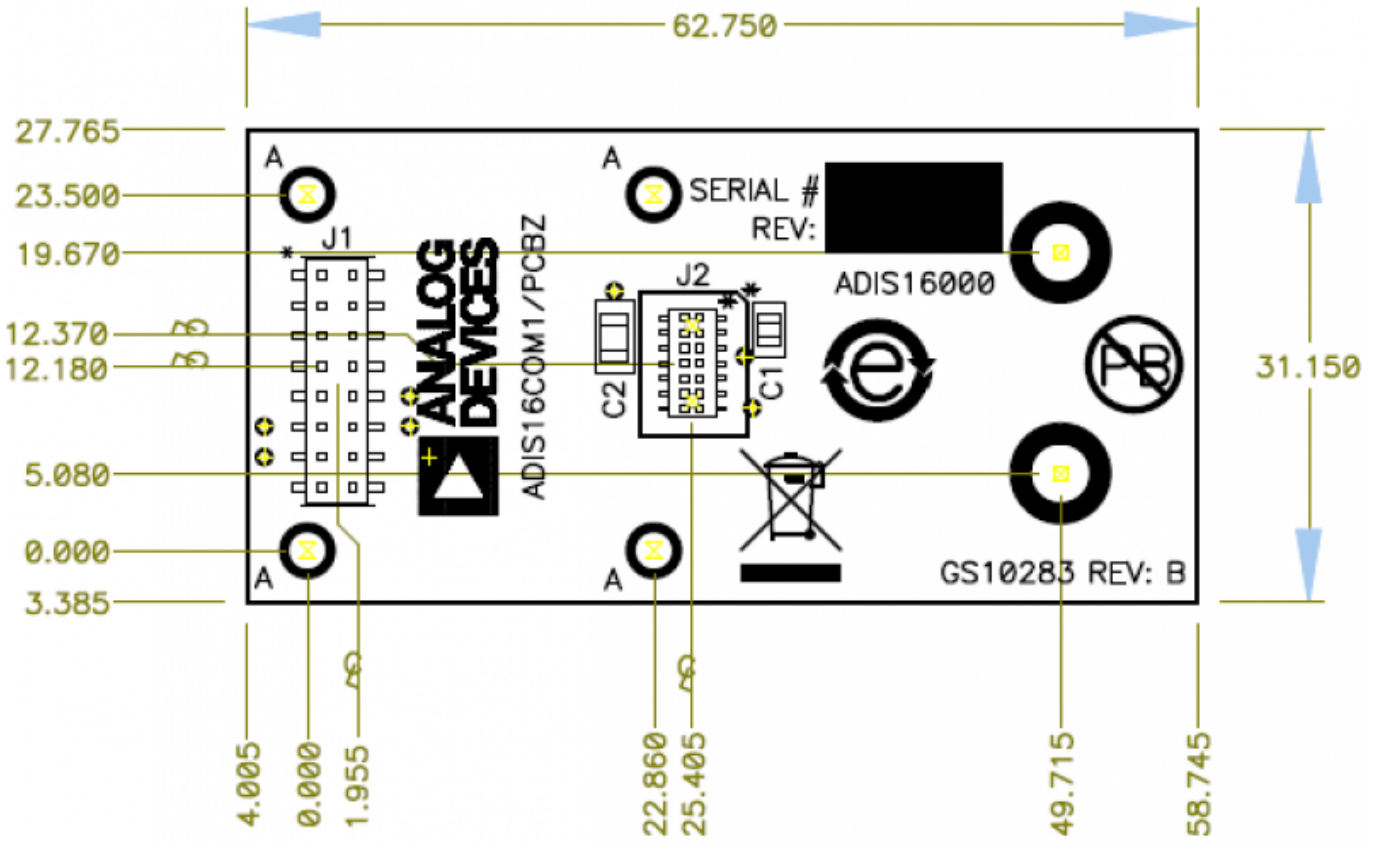 62.750
27.765
23.500
19.670
12.370
12.180
5.080
0.000
3.385
A
A
SERIAL #
REV:
J1
*
ANALOG
DEVICES
ADIS16COM1/PCBZ
J2
**
ADIS16000
C2
C1
e
PB
31.150
A
A
GS10283 REV: B
4.005
0.000
1.955
22.860
25.405
49.715
58.745